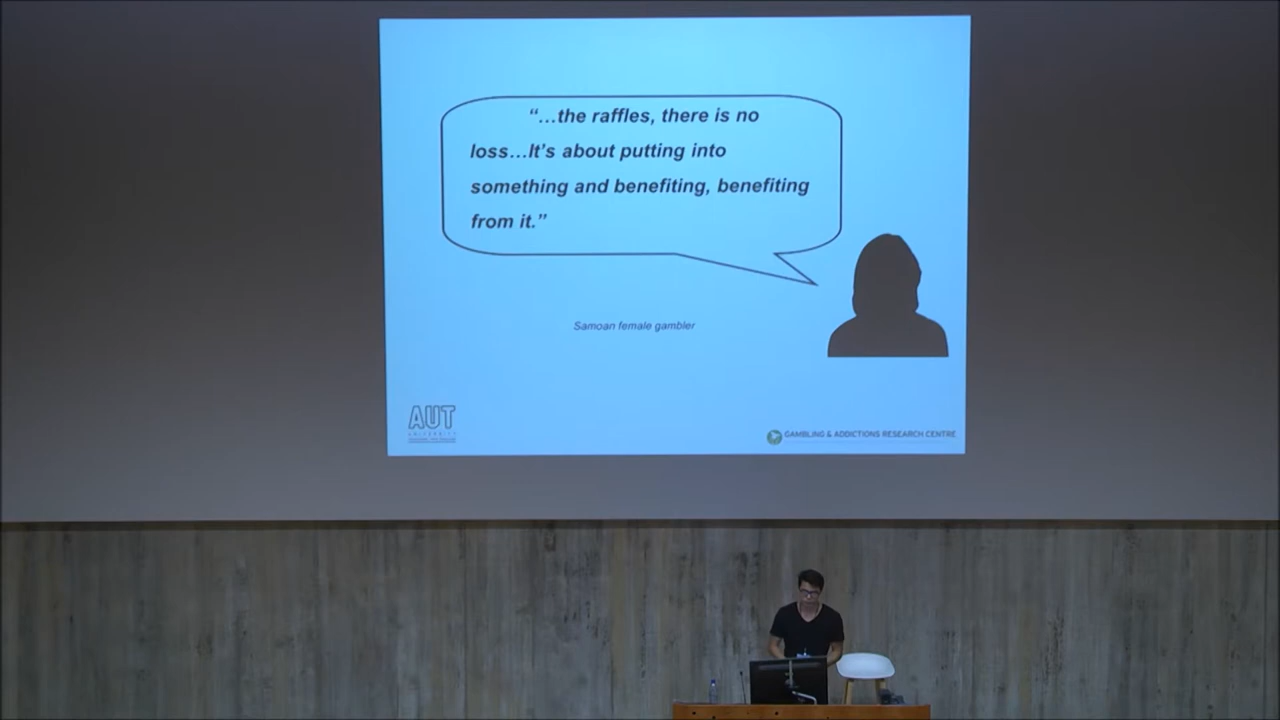 “…the raffles, there is no
loss…It’s about putting into
something and benefiting, benefiting
from it.”
Samoan female gambler
AUT
UNIVERSITY
GAMBLING & ADDICTIONS RESEARCH CENTRE